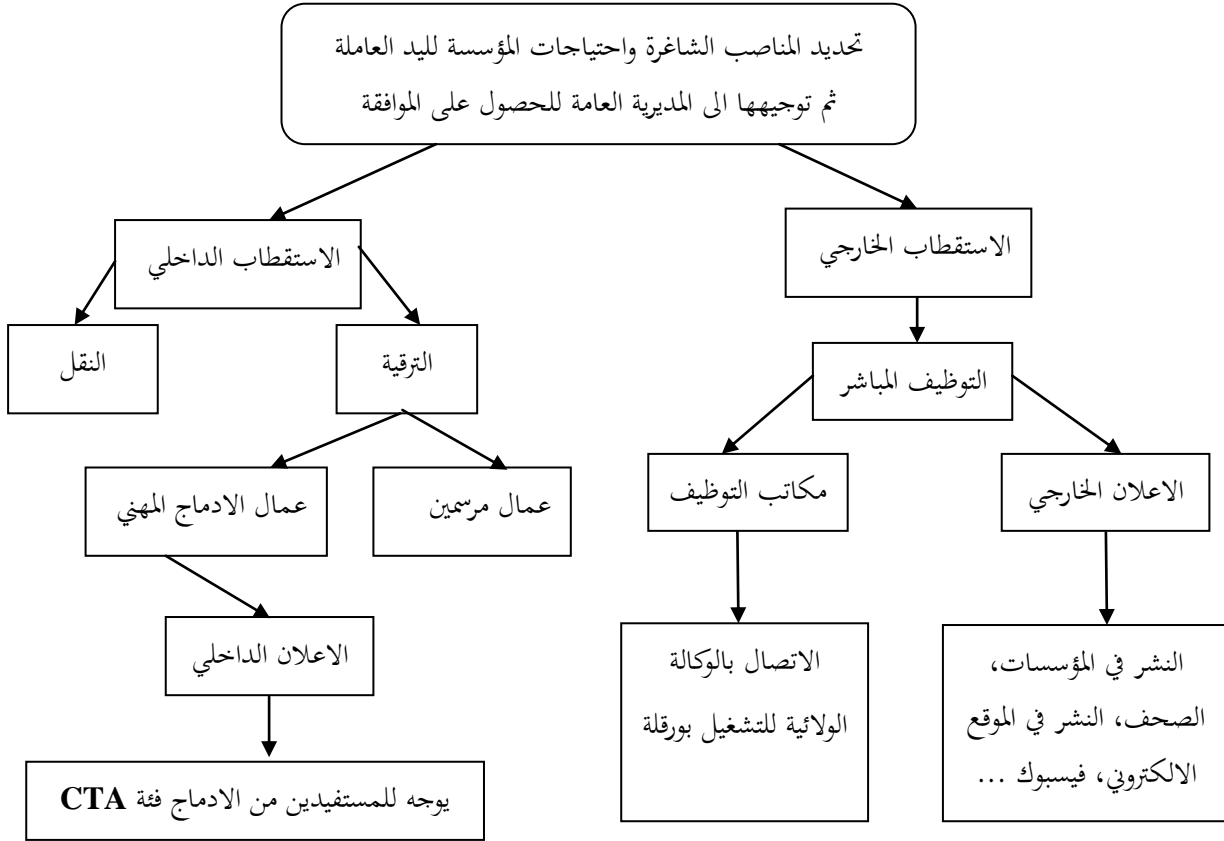 تحديد المناصب الشاغرة واحتياجات المؤسسة لليد العاملة
ثم توجيهها الى المديرية العامة للحصول على الموافقة
الاستقطاب الخارجي
الاستقطاب الداخلي
التوظيف المباشر
الترقية
النقل
الاعلان الخارجي
مكاتب التوظيف
عمال مرسمين
عمال الادماج المهني
النشر في المؤسسات،
الصحف، النشر في الموقع
الالكتروني، فيسبوك ...
الاتصال بالوكالة
الولائية للتشغيل بورقلة
الاعلان الداخلي
يوجه للمستفيدين من الادماج فئة CTA